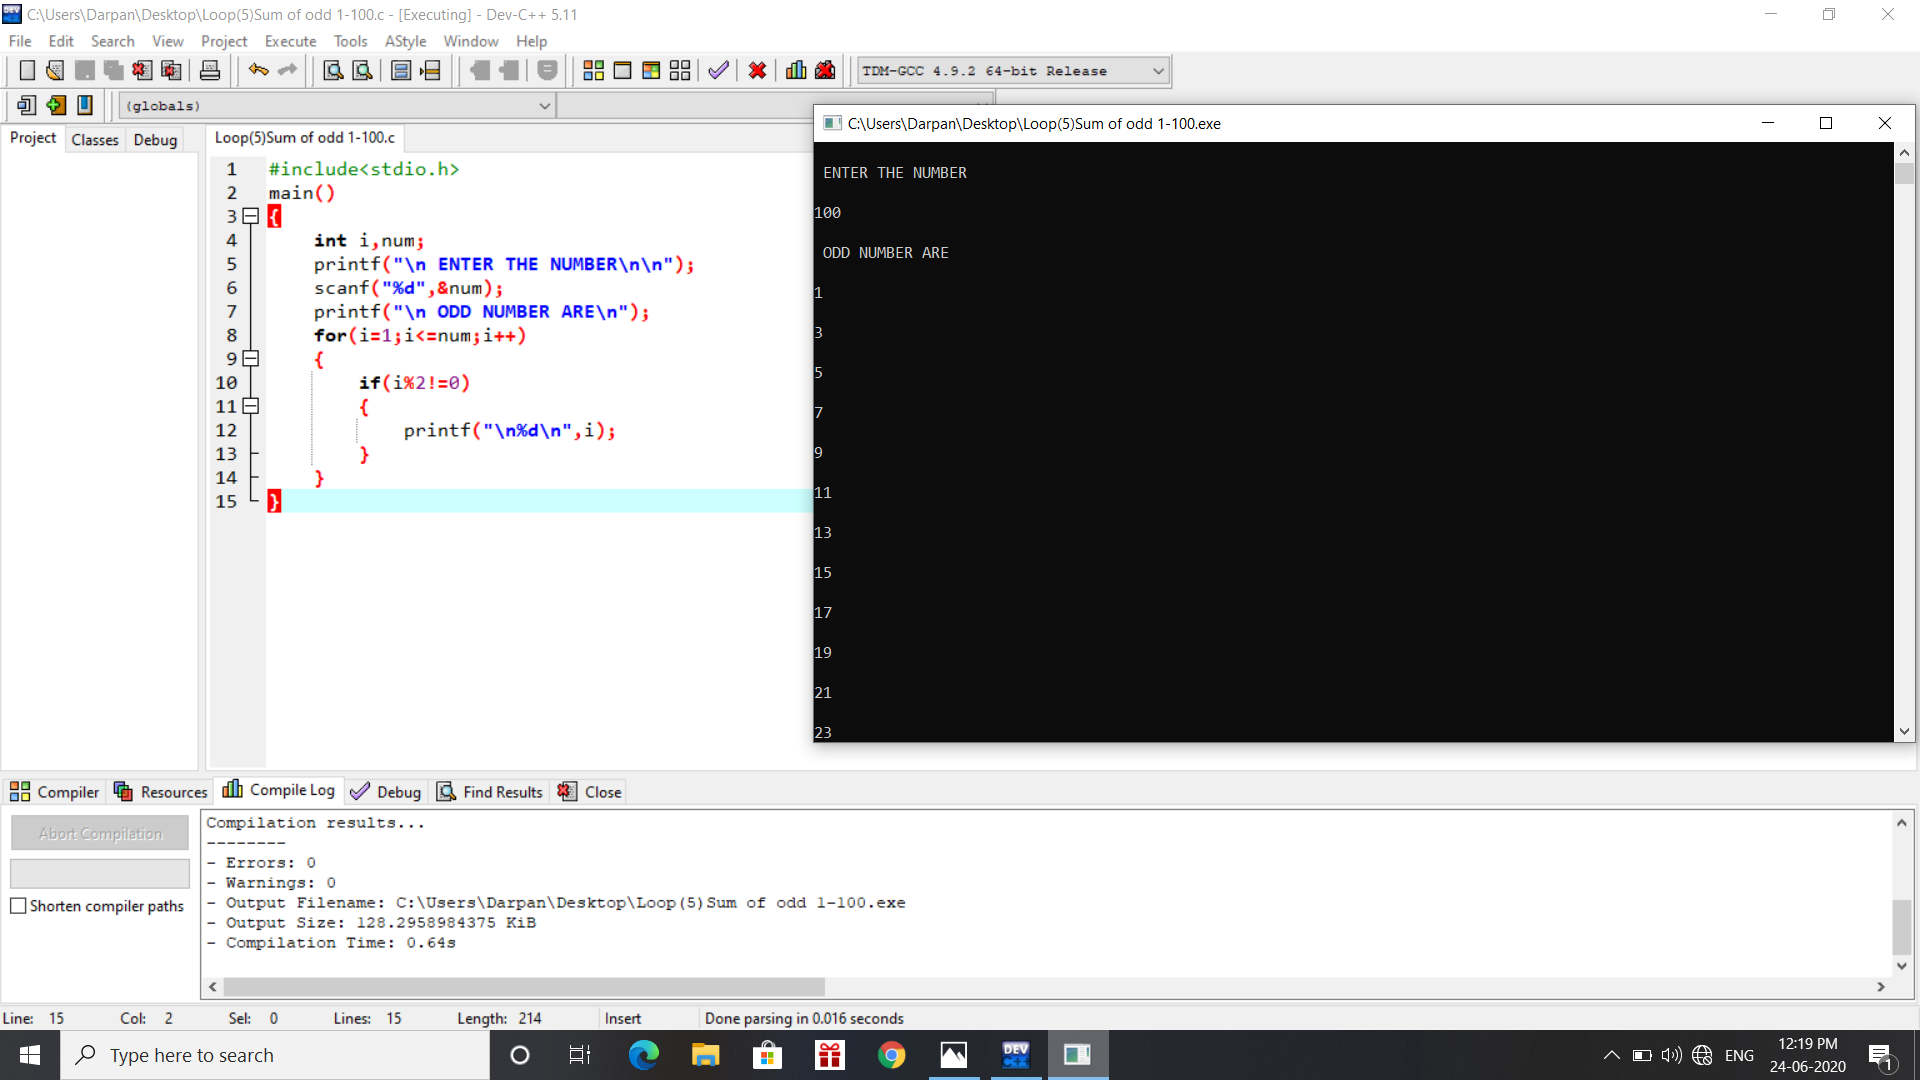 C:\Users\Darpan\Desktop\Loop(5)Sum of odd 1-100.c - [Executing] - Dev-C++ 5.11
File Edit Search View Project Execute Tools AStyle Window Help
TDM-GCC 4.9.2 64-bit Release
(globals)
Project Classes Debug
Loop(5)Sum of odd 1-100.c
1 #include<stdio.h>
2 main()
3 {
4 int i,num;
5 printf("\n ENTER THE NUMBER\n\n");
6 scanf("%d",&num);
7 printf("\n ODD NUMBER ARE\n");
8 for(i=1;i<=num;i++)
9 {
10 if(i%2!=0)
11 {
12 printf("\n%d\n",i);
13 }
14 }
15 }
C:\Users\Darpan\Desktop\Loop(5)Sum of odd 1-100.exe
ENTER THE NUMBER
100
ODD NUMBER ARE
1
3
5
7
9
11
13
15
17
19
21
23
Compiler Resources Compile Log Debug Find Results Close
Abort Compilation
Shorten compiler paths
Compilation results...
--------
- Errors: 0
- Warnings: 0
- Output Filename: C:\Users\Darpan\Desktop\Loop(5)Sum of odd 1-100.exe
- Output Size: 128.2958984375 KiB
- Compilation Time: 0.64s
Line: 15 Col: 2 Sel: 0 Lines: 15 Length: 214 Insert Done parsing in 0.016 seconds
Type here to search
DEV C++
ENG
12:19 PM
24-06-2020
1